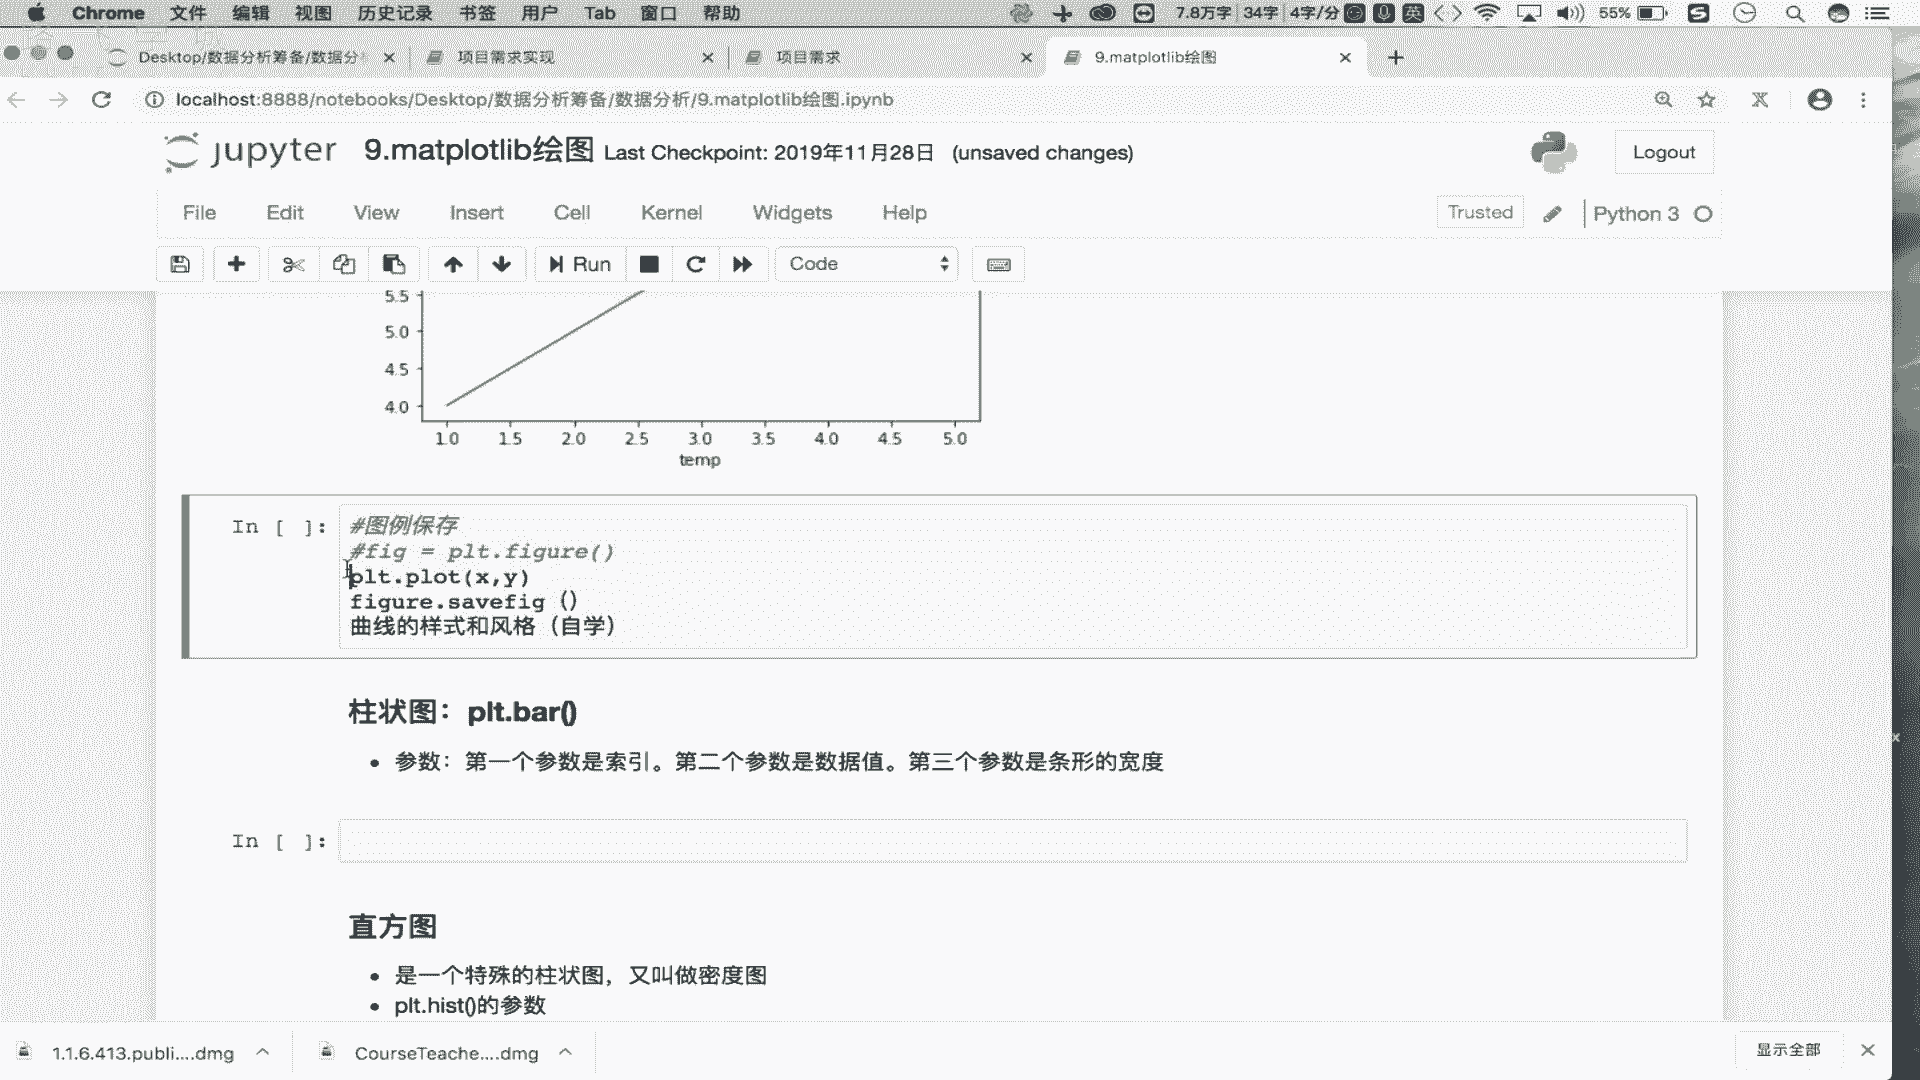 Chrome 文件 编辑 视图 历史记录 书签 用户 Tab 窗口 帮助 7.8万字 34字 4字/分 英 55%
Desktop/数据分析筹备/数据分 项目需求实现 项目需求 9.matplotlib绘图
localhost:8888/notebooks/Desktop/数据分析筹备/数据分析/9.matplotlib绘图.ipynb
jupyter 9.matplotlib绘图 Last Checkpoint: 2019年11月28日 (unsaved changes) Logout
File Edit View Insert Cell Kernel Widgets Help Trusted Python 3
Run Code
5.5
5.0
4.5
4.0
1.0 1.5 2.0 2.5 3.0 3.5 4.0 4.5 5.0
temp
In [ ]:
#图例保存
#fig = plt.figure()
plt.plot(x,y)
figure.savefig ()
曲线的样式和风格（自学）
柱状图：plt.bar()
• 参数：第一个参数是索引。第二个参数是数据值。第三个参数是条形的宽度
In [ ]:
直方图
• 是一个特殊的柱状图，又叫做密度图
• plt.hist()的参数
1.1.6.413.publi....dmg CourseTeache....dmg 显示全部